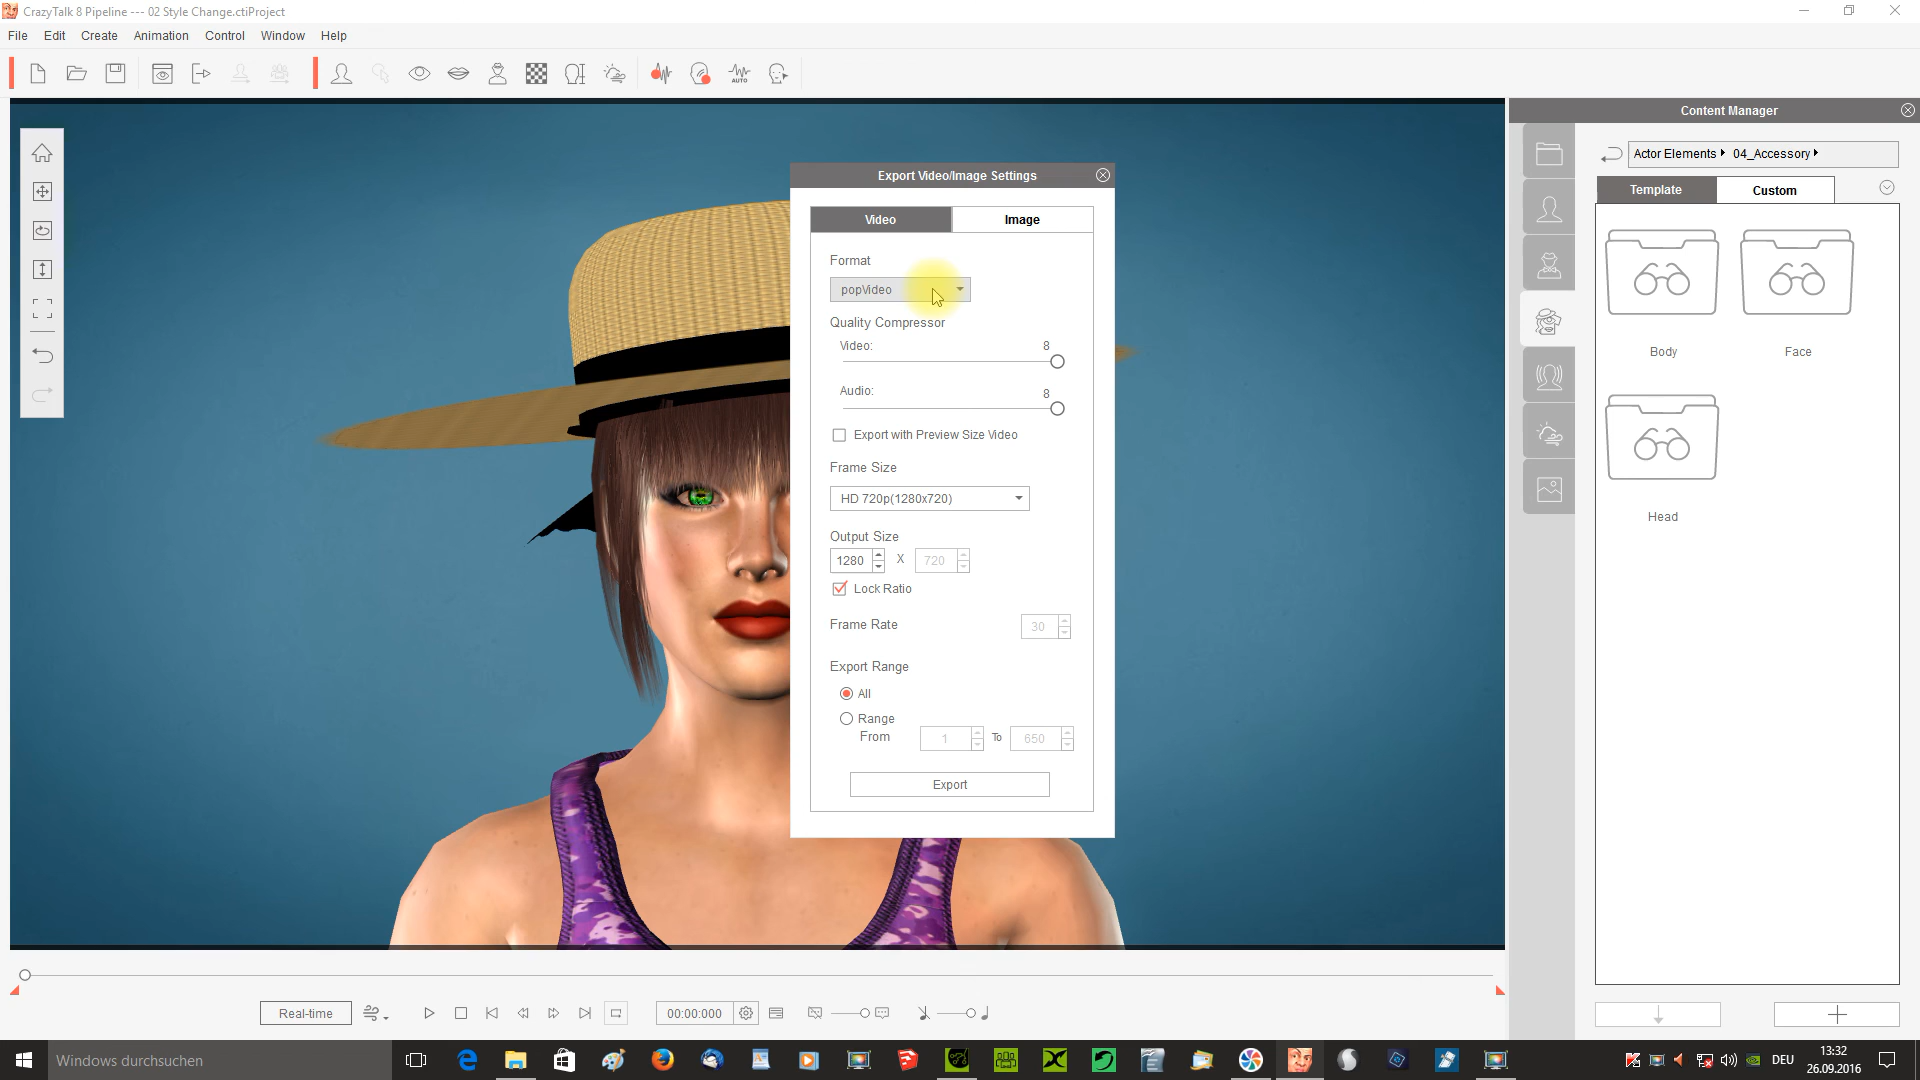 CrazyTalk 8 Pipeline --- 02 Style Change.ctiProject
File Edit Create Animation Control Window Help
AUTO
Export Video/Image Settings
Video Image
Format
popVideo
Quality Compressor
Video: 8
Audio: 8
Export with Preview Size Video
Frame Size
HD 720p(1280x720)
Output Size
1280 X 720
Lock Ratio
Frame Rate 30
Export Range
All
Range
From 1 To 650
Export
Content Manager
Actor Elements 04_Accessory
Template Custom
Body Face
Head
Real-time 00:00:000
Windows durchsuchen
DEU
13:32
26.09.2016